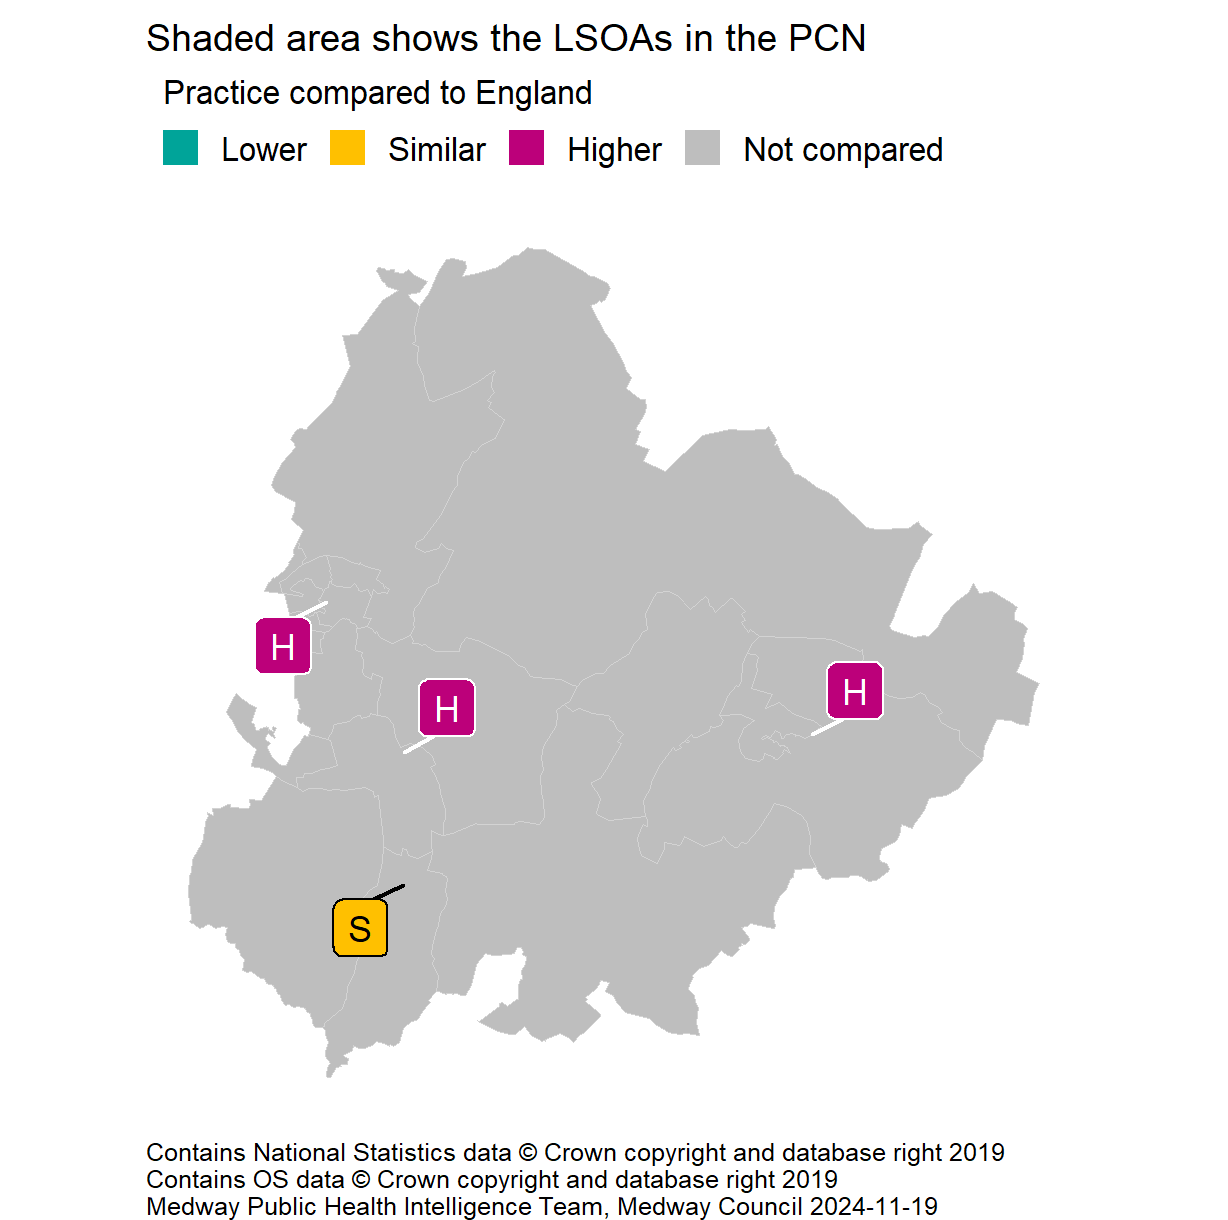 Shaded area shows the LSOAs in the PCN
Practice compared to England
Lower Similar Higher Not compared
H
H
H
S
Contains National Statistics data © Crown copyright and database right 2019
Contains OS data © Crown copyright and database right 2019
Medway Public Health Intelligence Team, Medway Council 2024-11-19